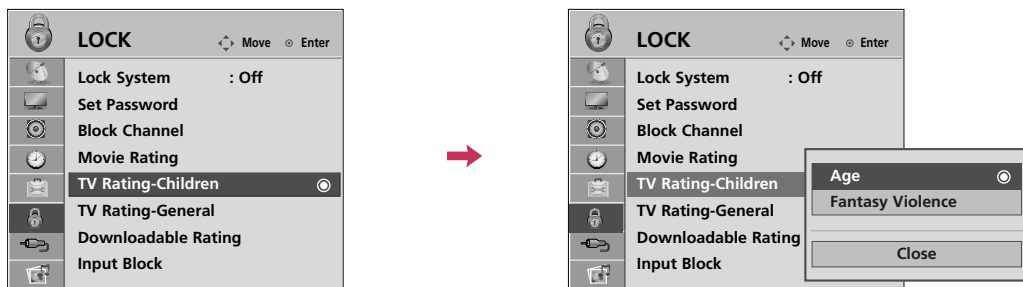 LOCK
Move Enter
Lock System : Off
Set Password
Block Channel
Movie Rating
TV Rating-Children
TV Rating-General
Downloadable Rating
Input Block
LOCK
Move Enter
Lock System : Off
Set Password
Block Channel
Movie Rating
TV Rating-Children
TV Rating-General
Downloadable Rating
Input Block
Age
Fantasy Violence
Close